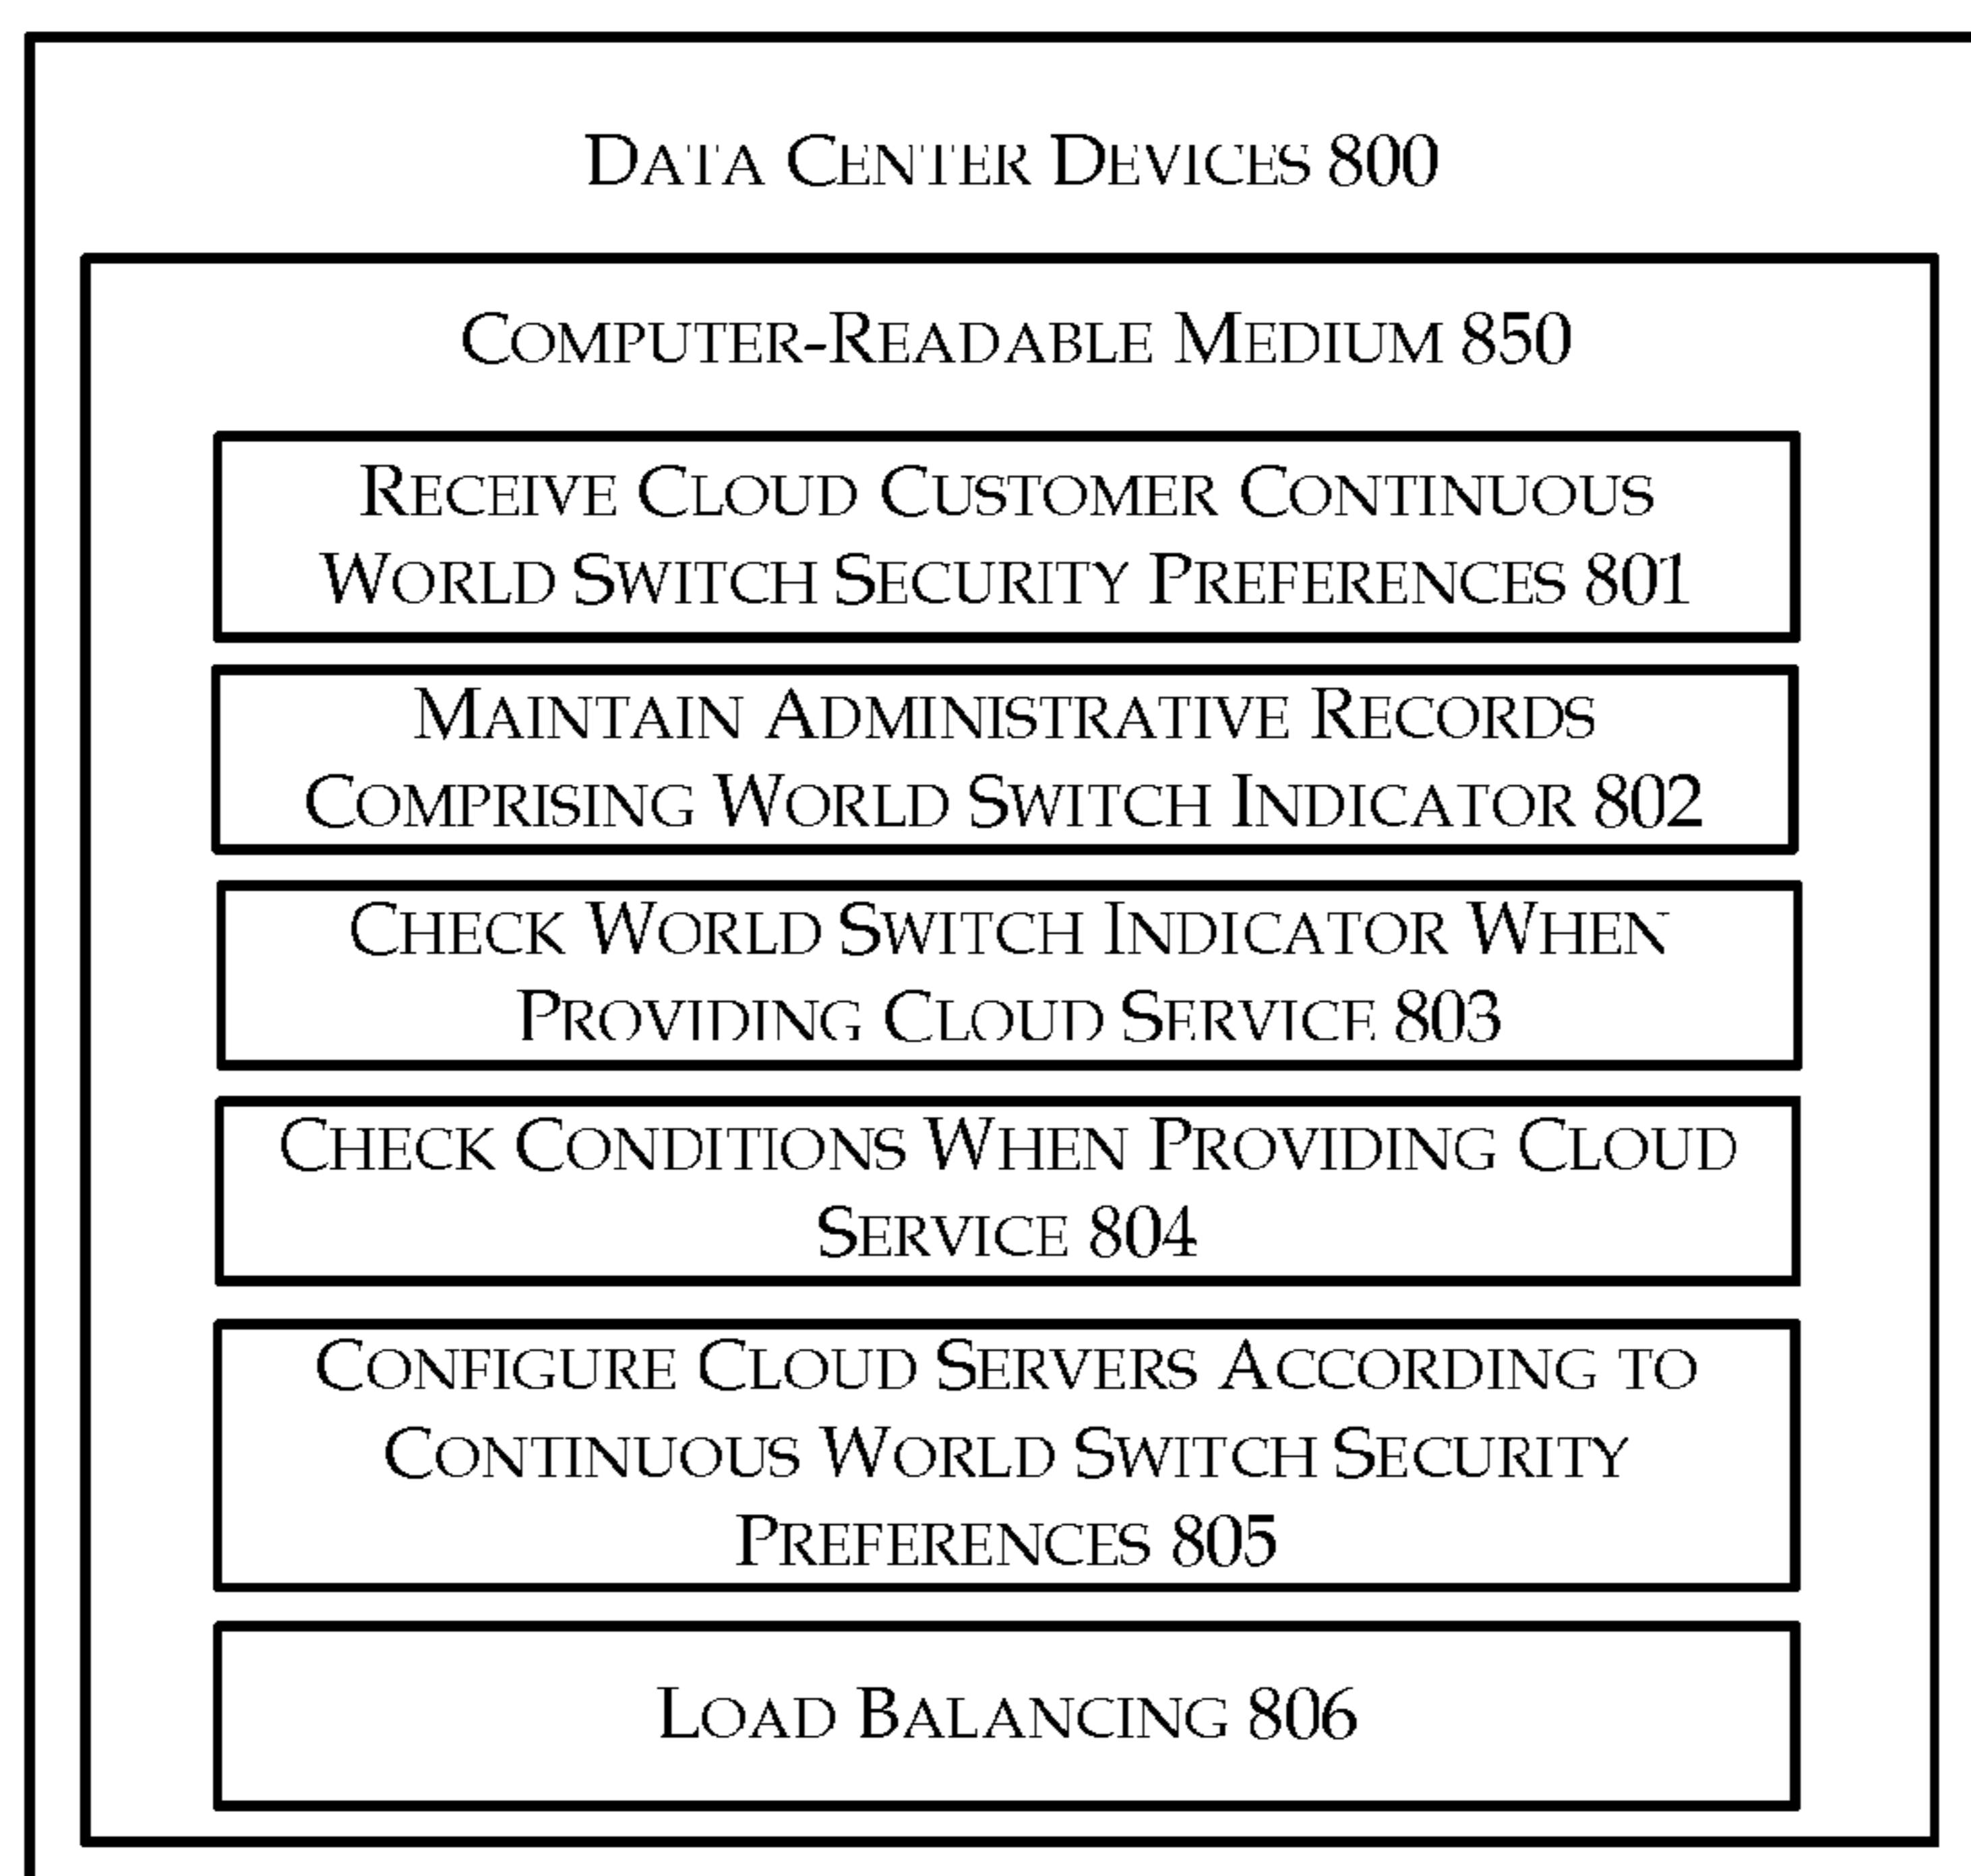 DATA CENTER DEVICES 800
COMPUTER-READABLE MEDIUM 850
RECEIVE CLOUD CUSTOMER CONTINUOUS
WORLD SWITCH SECURITY PREFERENCES 801
MAINTAIN ADMINISTRATIVE RECORDS
COMPRISING WORLD SWITCH INDICATOR 802
CHECK WORLD SWITCH INDICATOR WHEN
PROVIDING CLOUD SERVICE 803
CHECK CONDITIONS WHEN PROVIDING CLOUD
SERVICE 804
CONFIGURE CLOUD SERVERS ACCORDING TO
CONTINUOUS WORLD SWITCH SECURITY
PREFERENCES 805
LOAD BALANCING 806